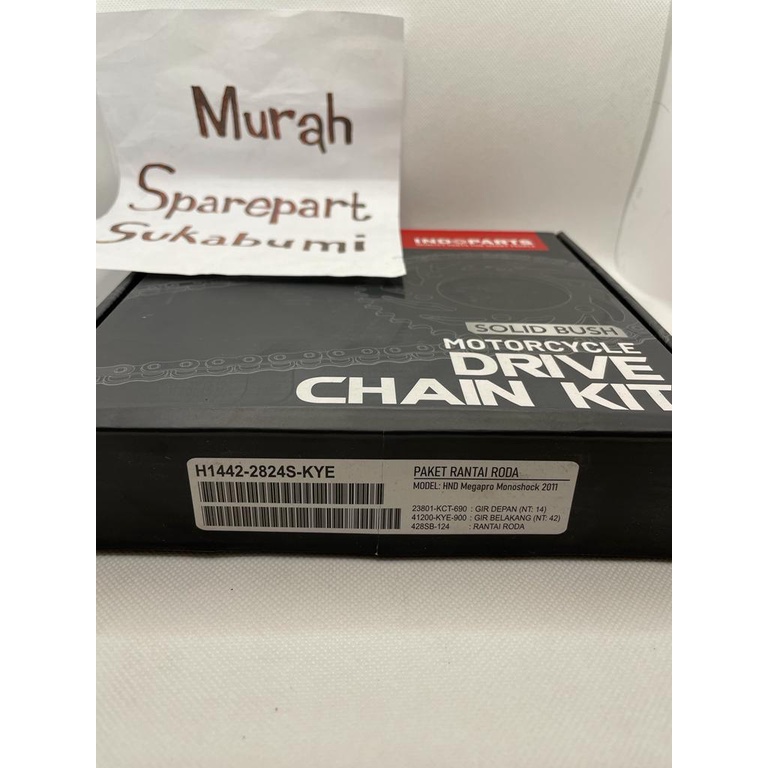 Murah
Sparepart
Sukabumi
INDOPARTS
SOLID BUSH
MOTORCYCLE
DRIVE
CHAIN KIT
H1442-2824S-KYE
PAKET RANTAI RODA
MODEL: HND Megapro Monoshock 2011
23801-KCT-690 : GIR DEPAN (NT: 14)
41200-KYE-900 : GIR BELAKANG (NT: 42)
428SB-124 : RANTAI RODA